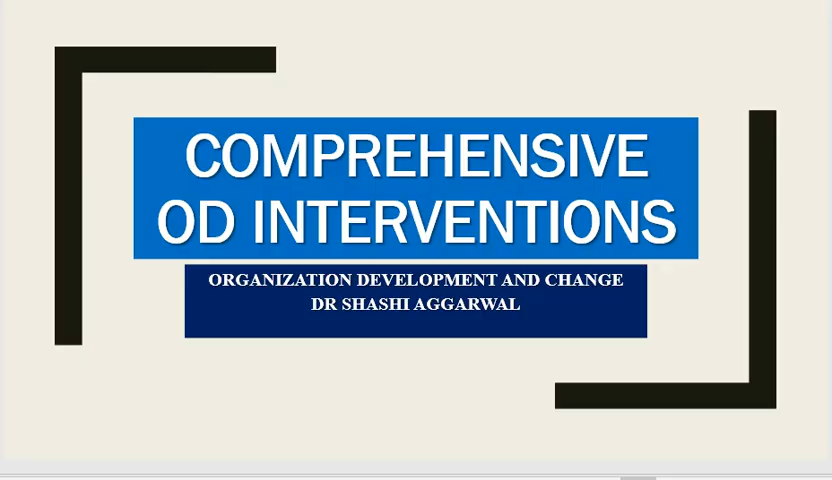 COMPREHENSIVE
OD INTERVENTIONS
ORGANIZATION DEVELOPMENT AND CHANGE
DR SHASHI AGGARWAL